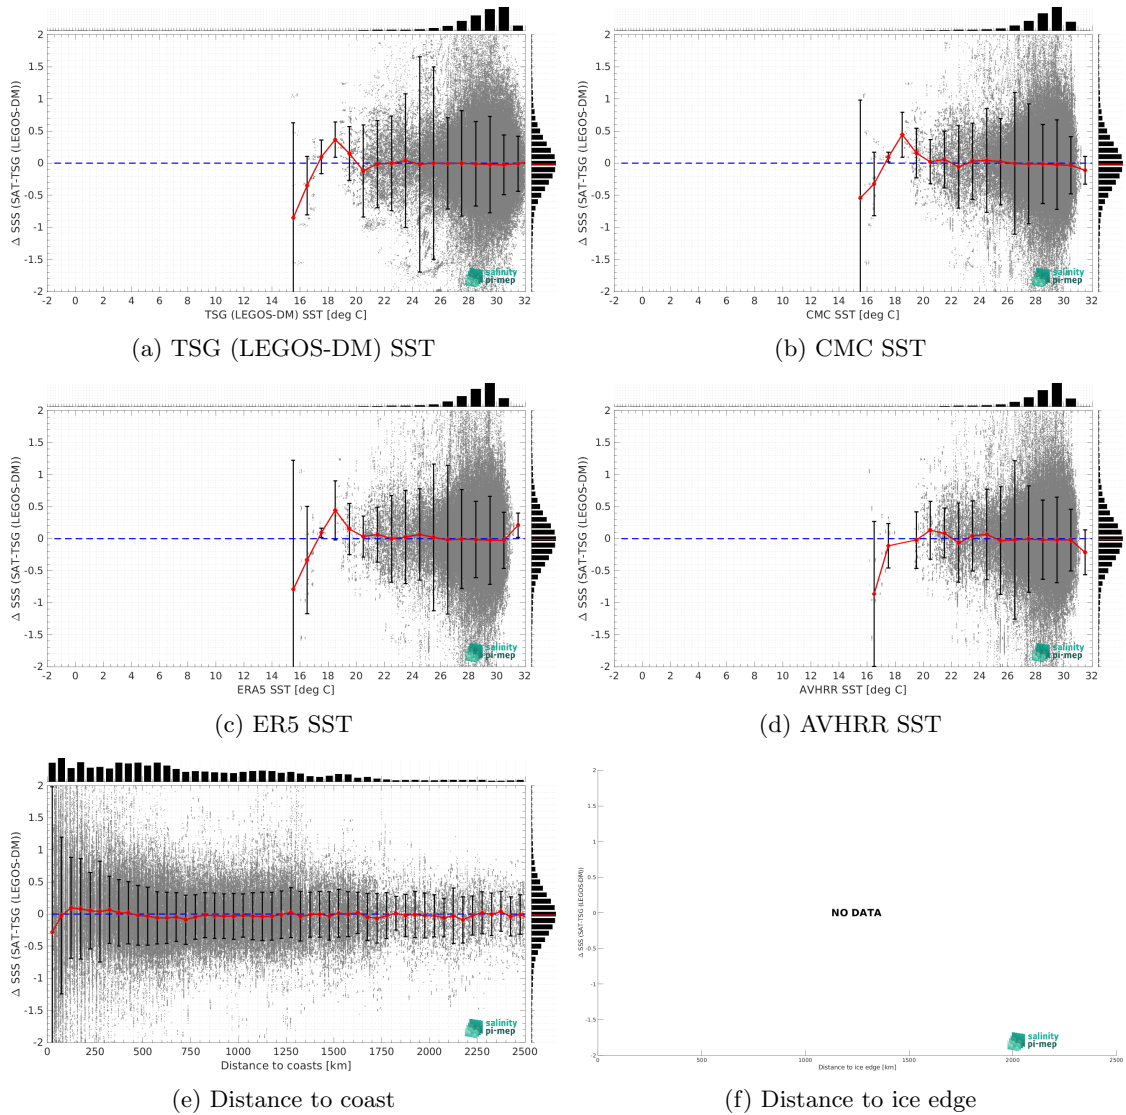 2
1.5
1
0.5
0
-0.5
-1
-1.5
-2
Δ SSS (SAT-TSG (LEGOS-DM))
salinity
pi-mep
-2 0 2 4 6 8 10 12 14 16 18 20 22 24 26 28 30 32
TSG (LEGOS-DM) SST [deg C]
(a) TSG (LEGOS-DM) SST
2
1.5
1
0.5
0
-0.5
-1
-1.5
-2
Δ SSS (SAT-TSG (LEGOS-DM))
salinity
pi-mep
-2 0 2 4 6 8 10 12 14 16 18 20 22 24 26 28 30 32
CMC SST [deg C]
(b) CMC SST
2
1.5
1
0.5
0
-0.5
-1
-1.5
-2
Δ SSS (SAT-TSG (LEGOS-DM))
salinity
pi-mep
-2 0 2 4 6 8 10 12 14 16 18 20 22 24 26 28 30 32
ERA5 SST [deg C]
(c) ER5 SST
2
1.5
1
0.5
0
-0.5
-1
-1.5
-2
Δ SSS (SAT-TSG (LEGOS-DM))
salinity
pi-mep
-2 0 2 4 6 8 10 12 14 16 18 20 22 24 26 28 30 32
AVHRR SST [deg C]
(d) AVHRR SST
2
1.5
1
0.5
0
-0.5
-1
-1.5
-2
Δ SSS (SAT-TSG (LEGOS-DM))
salinity
pi-mep
0 250 500 750 1000 1250 1500 1750 2000 2250 2500
Distance to coasts [km]
(e) Distance to coast
2
1.5
1
0.5
0
-0.5
-1
-1.5
-2
Δ SSS (SAT-TSG (LEGOS-DM))
NO DATA
salinity
pi-mep
0 500 1000 1500 2000 2500
Distance to ice edge [km]
(f) Distance to ice edge